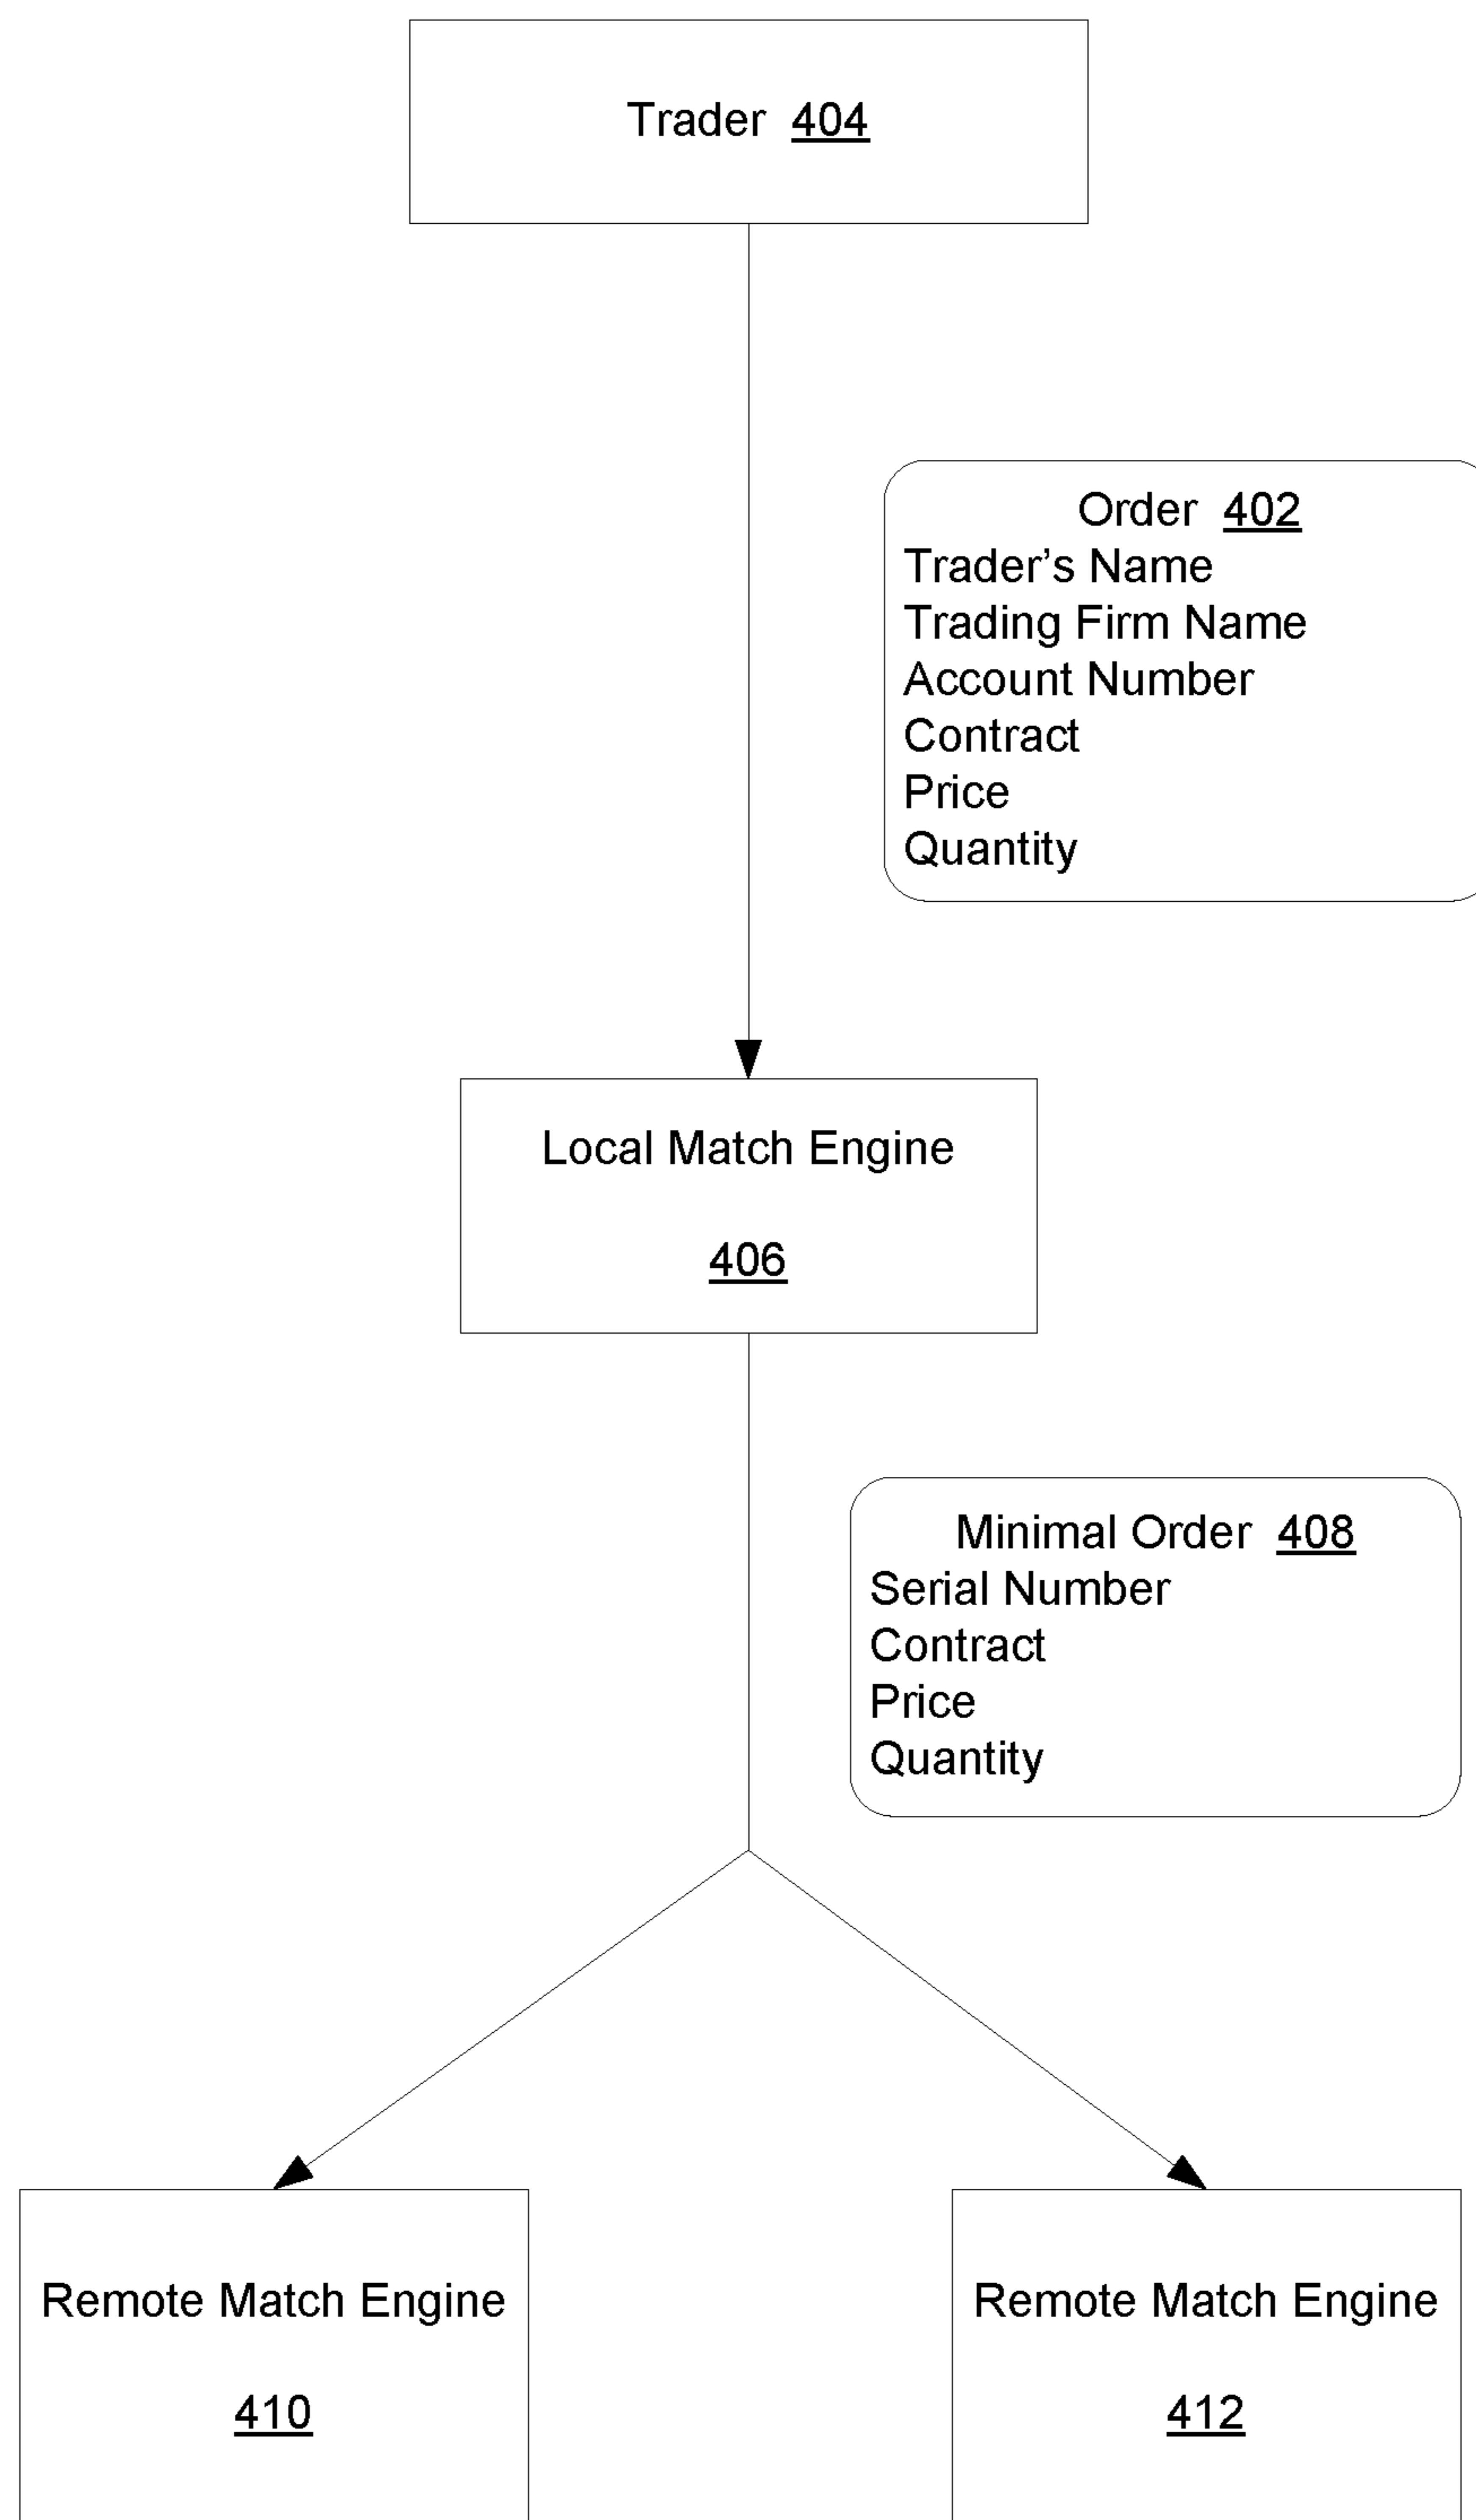 Trader 404
Order 402
Trader’s Name
Trading Firm Name
Account Number
Contract
Price
Quantity
Local Match Engine
406
Minimal Order 408
Serial Number
Contract
Price
Quantity
Remote Match Engine
410
Remote Match Engine
412